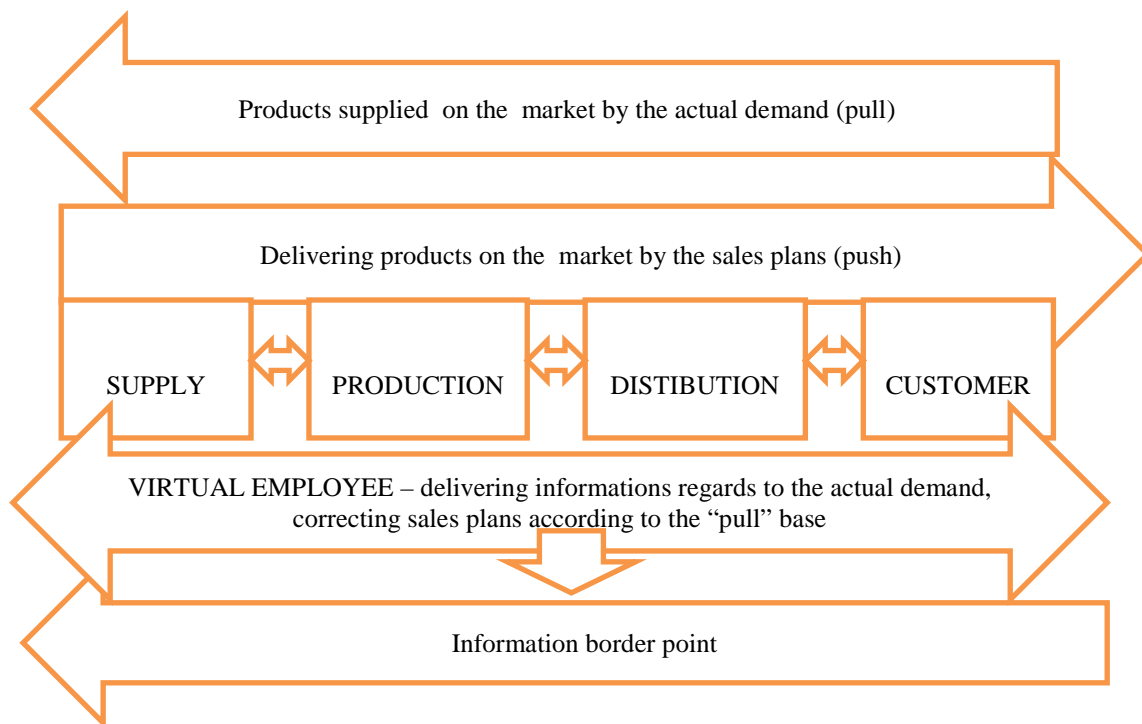 Products supplied on the market by the actual demand (pull)
Delivering products on the market by the sales plans (push)
SUPPLY
PRODUCTION
DISTIBUTION
CUSTOMER
VIRTUAL EMPLOYEE – delivering informations regards to the actual demand,
correcting sales plans according to the “pull” base
Information border point